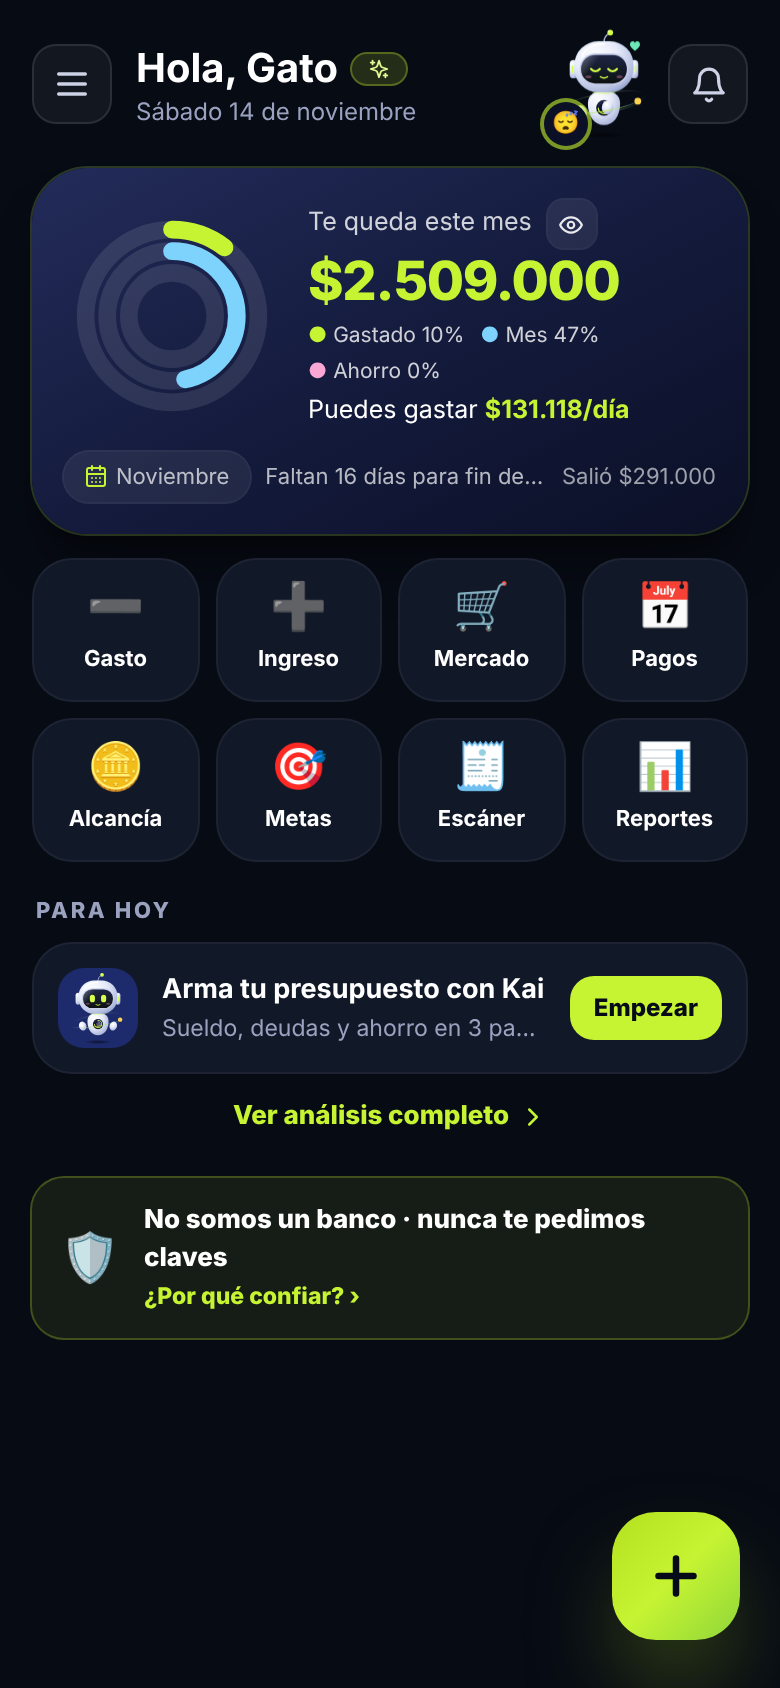 Hola, Gato
Sábado 14 de noviembre
Te queda este mes
$2.509.000
Gastado 10% Mes 47%
Ahorro 0%
Puedes gastar $131.118/día
Noviembre Faltan 16 días para fin de... Salió $291.000
Gasto Ingreso Mercado Pagos
July
17
Alcancía Metas Escáner Reportes
PARA HOY
Arma tu presupuesto con Kai
Sueldo, deudas y ahorro en 3 pa...
Empezar
Ver análisis completo
No somos un banco · nunca te pedimos
claves
¿Por qué confiar? ›